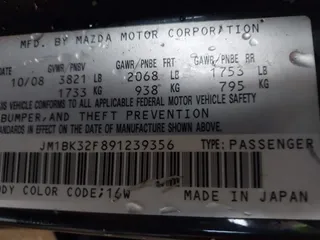 MFD. BY MAZDA MOTOR CORPORATION
GVWR/PNBV GAWR/PNBE FRT GAWR/PNBE RR
10/08 3821 LB 2068 LB 1753 LB
1733 KG 938 KG 795 KG
VEHICLE CONFORMS TO ALL APPLICABLE FEDERAL MOTOR VEHICLE SAFETY
BUMPER, AND THEFT PREVENTION
IN EFFECT ON THE DATE OF MANUFACTURE SHOWN ABOVE.
JM1BK32F891239356 TYPE: PASSENGER
COLOR CODE: 16W MADE IN JAPAN